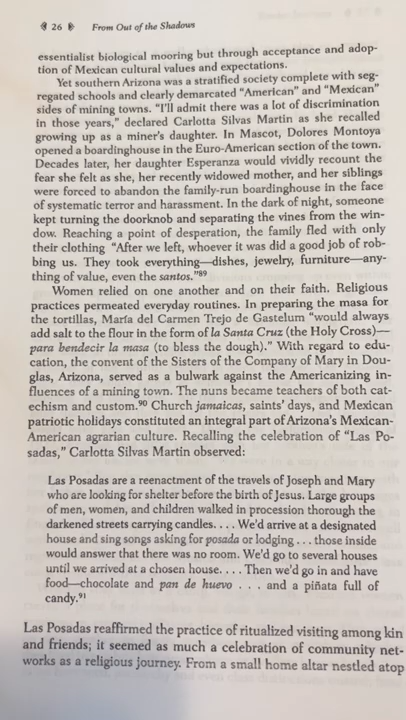 26 From Out of the Shadows
essentialist biological mooring but through acceptance and adop-
tion of Mexican cultural values and expectations.
Yet southern Arizona was a stratified society complete with seg-
regated schools and clearly demarcated "American" and "Mexican"
sides of mining towns. "I'll admit there was a lot of discrimination
in those years," declared Carlotta Silvas Martin as she recalled
growing up as a miner's daughter. In Mascot, Dolores Montoya
opened a boardinghouse in the Euro-American section of the town.
Decades later, her daughter Esperanza would vividly recount the
fear she felt as she, her recently widowed mother, and her siblings
were forced to abandon the family-run boardinghouse in the face
of systematic terror and harassment. In the dark of night, someone
kept turning the doorknob and separating the vines from the win-
dow. Reaching a point of desperation, the family fled with only
their clothing "After we left, whoever it was did a good job of rob-
bing us. They took everything—dishes, jewelry, furniture—any-
thing of value, even the santos."89
Women relied on one another and on their faith. Religious
practices permeated everyday routines. In preparing the masa for
the tortillas, María del Carmen Trejo de Gastelum "would always
add salt to the flour in the form of la Santa Cruz (the Holy Cross)—
para bendecir la masa (to bless the dough)." With regard to edu-
cation, the convent of the Sisters of the Company of Mary in Dou-
glas, Arizona, served as a bulwark against the Americanizing in-
fluences of a mining town. The nuns became teachers of both cat-
echism and custom.90 Church jamaicas, saints' days, and Mexican
patriotic holidays constituted an integral part of Arizona's Mexican-
American agrarian culture. Recalling the celebration of "Las Po-
sadas," Carlotta Silvas Martin observed:
Las Posadas are a reenactment of the travels of Joseph and Mary
who are looking for shelter before the birth of Jesus. Large groups
of men, women, and children walked in procession thorough the
darkened streets carrying candles. . . . We'd arrive at a designated
house and sing songs asking for posada or lodging . . . those inside
would answer that there was no room. We'd go to several houses
until we arrived at a chosen house. . . . Then we'd go in and have
food—chocolate and pan de huevo . . . and a piñata full of
candy.91
Las Posadas reaffirmed the practice of ritualized visiting among kin
and friends; it seemed as much a celebration of community net-
works as a religious journey. From a small home altar nestled atop